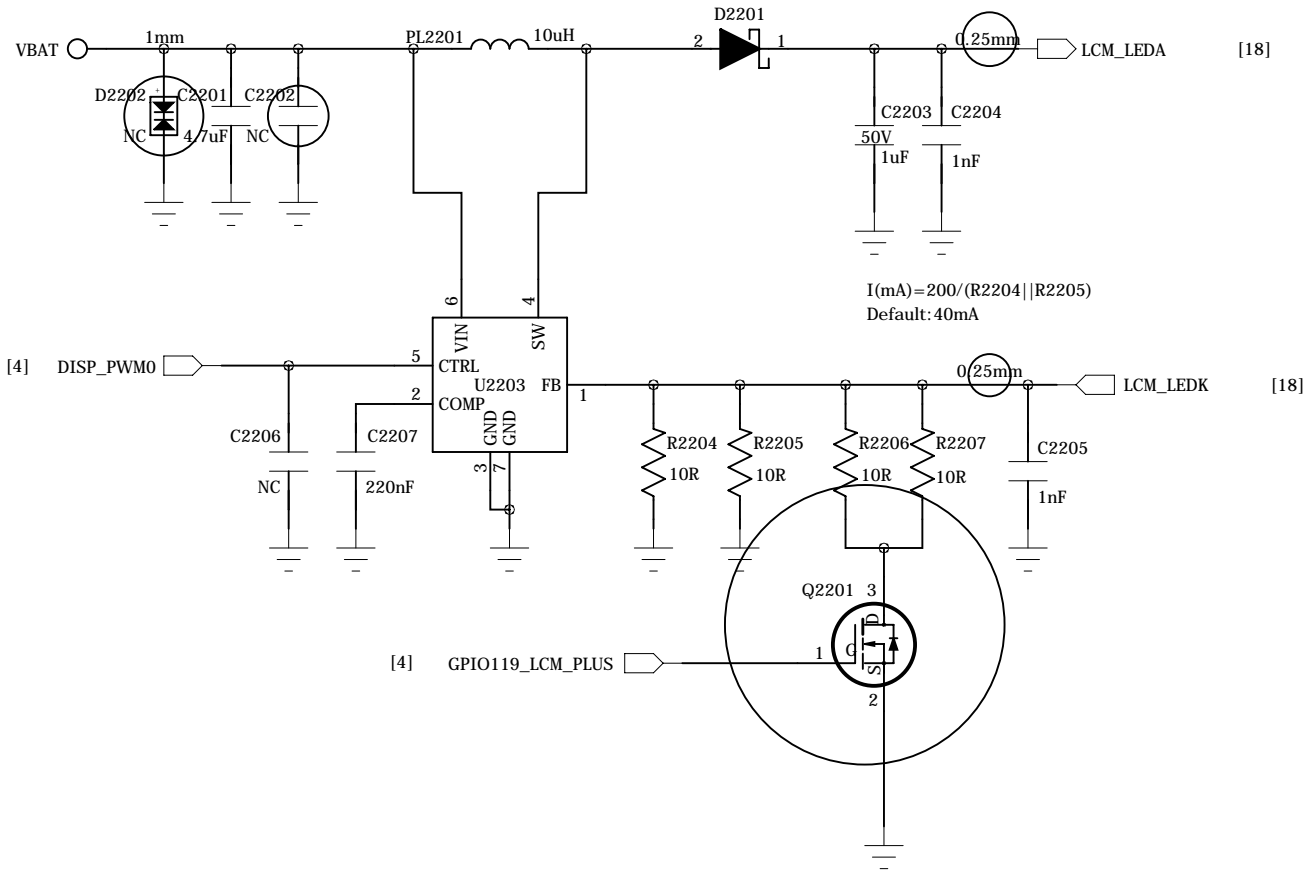 D2201
VBAT
1mm
PL2201
10uH
2
1
0.25mm
LCM_LEDA
[18]
D2202
C2201
C2202
NC
4.7uF
NC
C2203
50V
1uF
C2204
1nF
I(mA)=200/(R2204||R2205)
Default:40mA
6
4
VIN
SW
[4]
DISP_PWM0
5
CTRL
U2203
FB
1
0.25mm
LCM_LEDK
[18]
2
COMP
GND
GND
3
7
C2206
NC
C2207
220nF
R2204
10R
R2205
10R
R2206
10R
R2207
10R
C2205
1nF
Q2201
3
D
G
S
1
2
[4]
GPIO119_LCM_PLUS